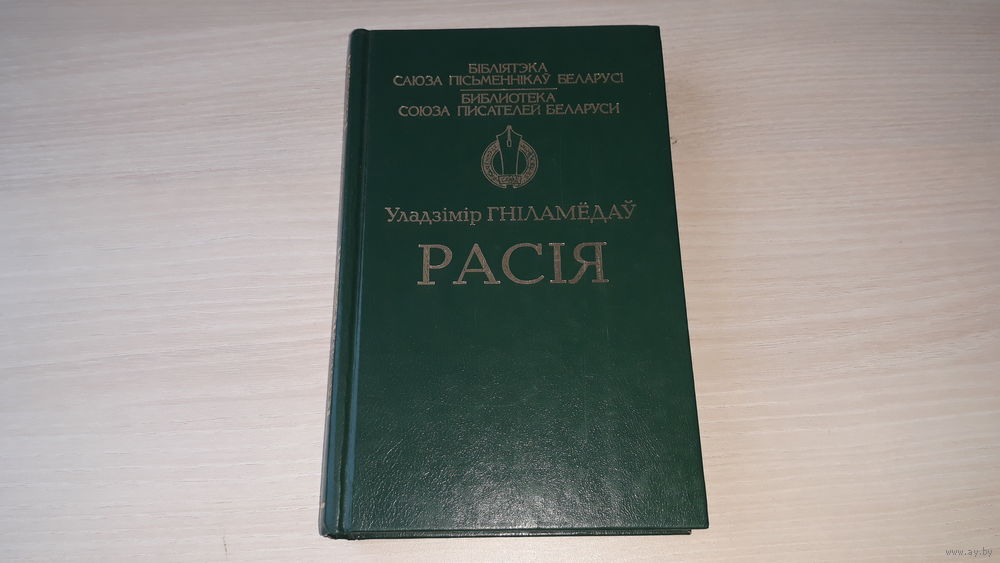 БІБЛІЯТЭКА
САЮЗА ПІСЬМЕННІКАЎ БЕЛАРУСІ
БИБЛИОТЕКА
СОЮЗА ПИСАТЕЛЕЙ БЕЛАРУСИ
Уладзімір ГНІЛАМЁДАЎ
РАСІЯ
www.ay.by